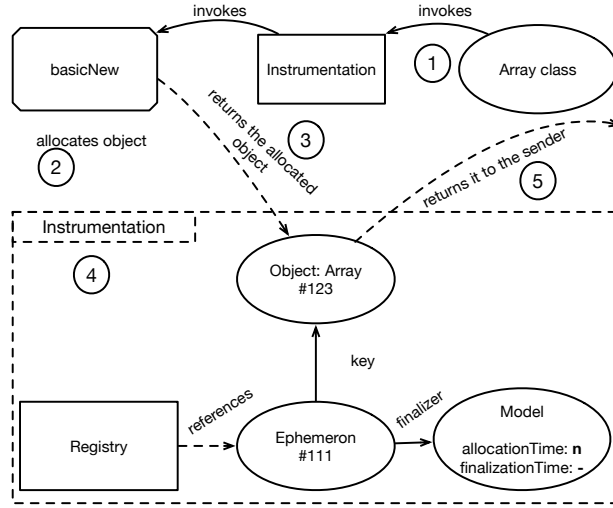 invokes
invokes
basicNew
Instrumentation
Array class
1
allocates object
2
returns the allocated
object
3
returns it to the sender
5
Instrumentation
4
Object: Array
#123
key
Registry
references
Ephemeron
#111
finalizer
Model
allocationTime: n
finalizationTime: -